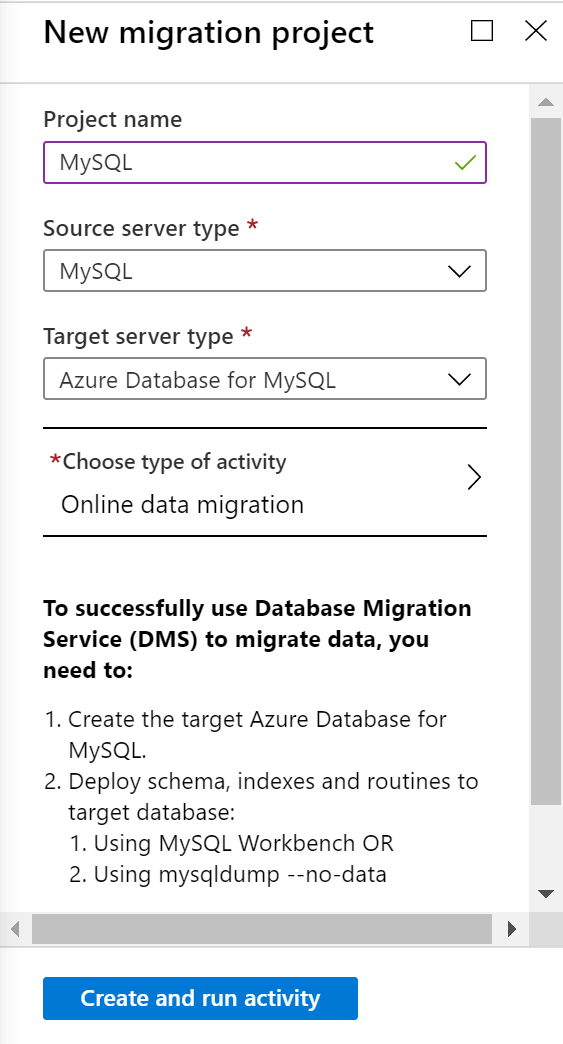 New migration project
Project name
MySQL
Source server type *
MySQL
Target server type *
Azure Database for MySQL
*Choose type of activity
Online data migration
To successfully use Database Migration
Service (DMS) to migrate data, you
need to:
1. Create the target Azure Database for
MySQL.
2. Deploy schema, indexes and routines to
target database:
1. Using MySQL Workbench OR
2. Using mysqldump --no-data
Create and run activity